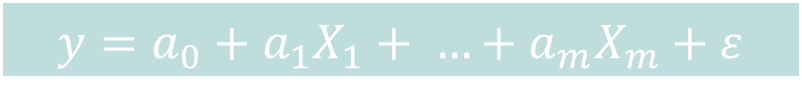 y = a₀ + a₁X₁ + … + aₘXₘ + ε